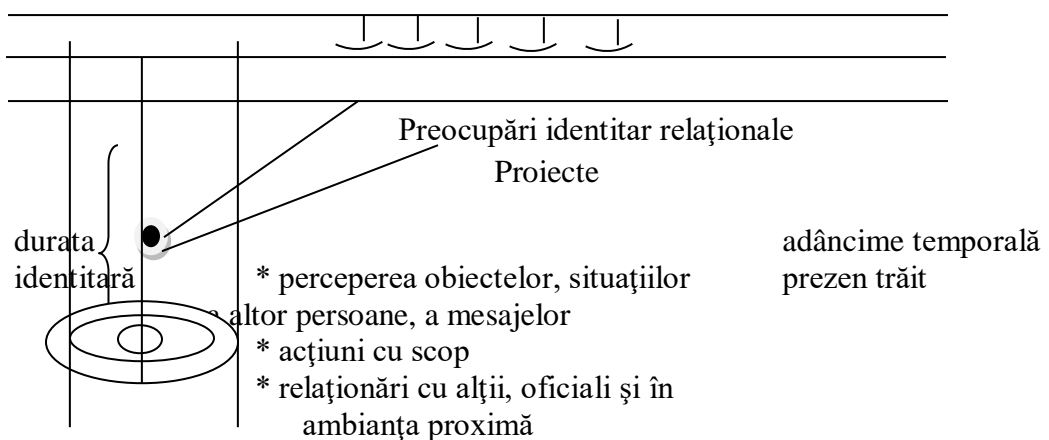 Preocupări identitar relaţionale
Proiecte
durata
identitară
adâncime temporală
prezen trăit
* perceperea obiectelor, situaţiilor
a altor persoane, a mesajelor
* acţiuni cu scop
* relaţionări cu alţii, oficiali şi în
ambianţa proximă